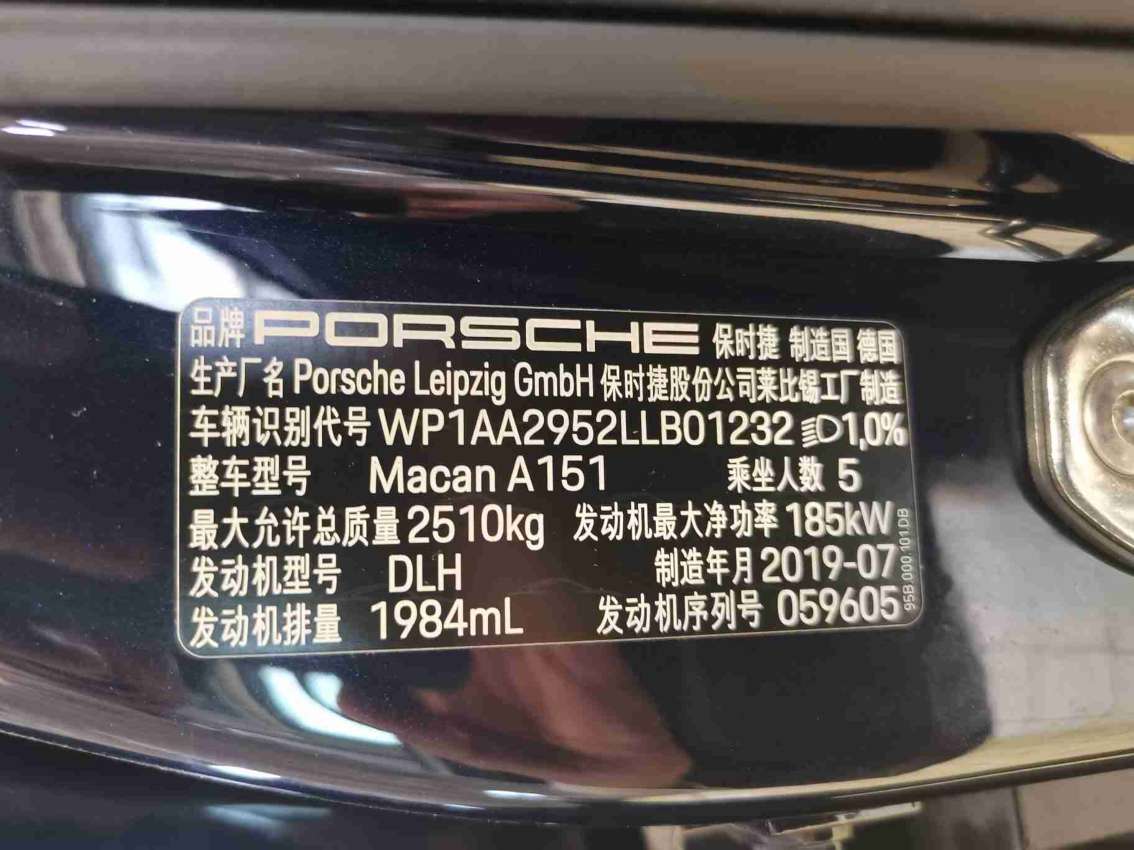 品牌 PORSCHE 保时捷 制造国 德国
生产厂名 Porsche Leipzig GmbH 保时捷股份公司莱比锡工厂制造
车辆识别代号 WP1AA2952LLB01232 1,0%
整车型号 Macan A151 乘坐人数 5
最大允许总质量 2510kg 发动机最大净功率 185kW
发动机型号 DLH 制造年月 2019-07
发动机排量 1984mL 发动机序列号 059605
95B.000.101.DB